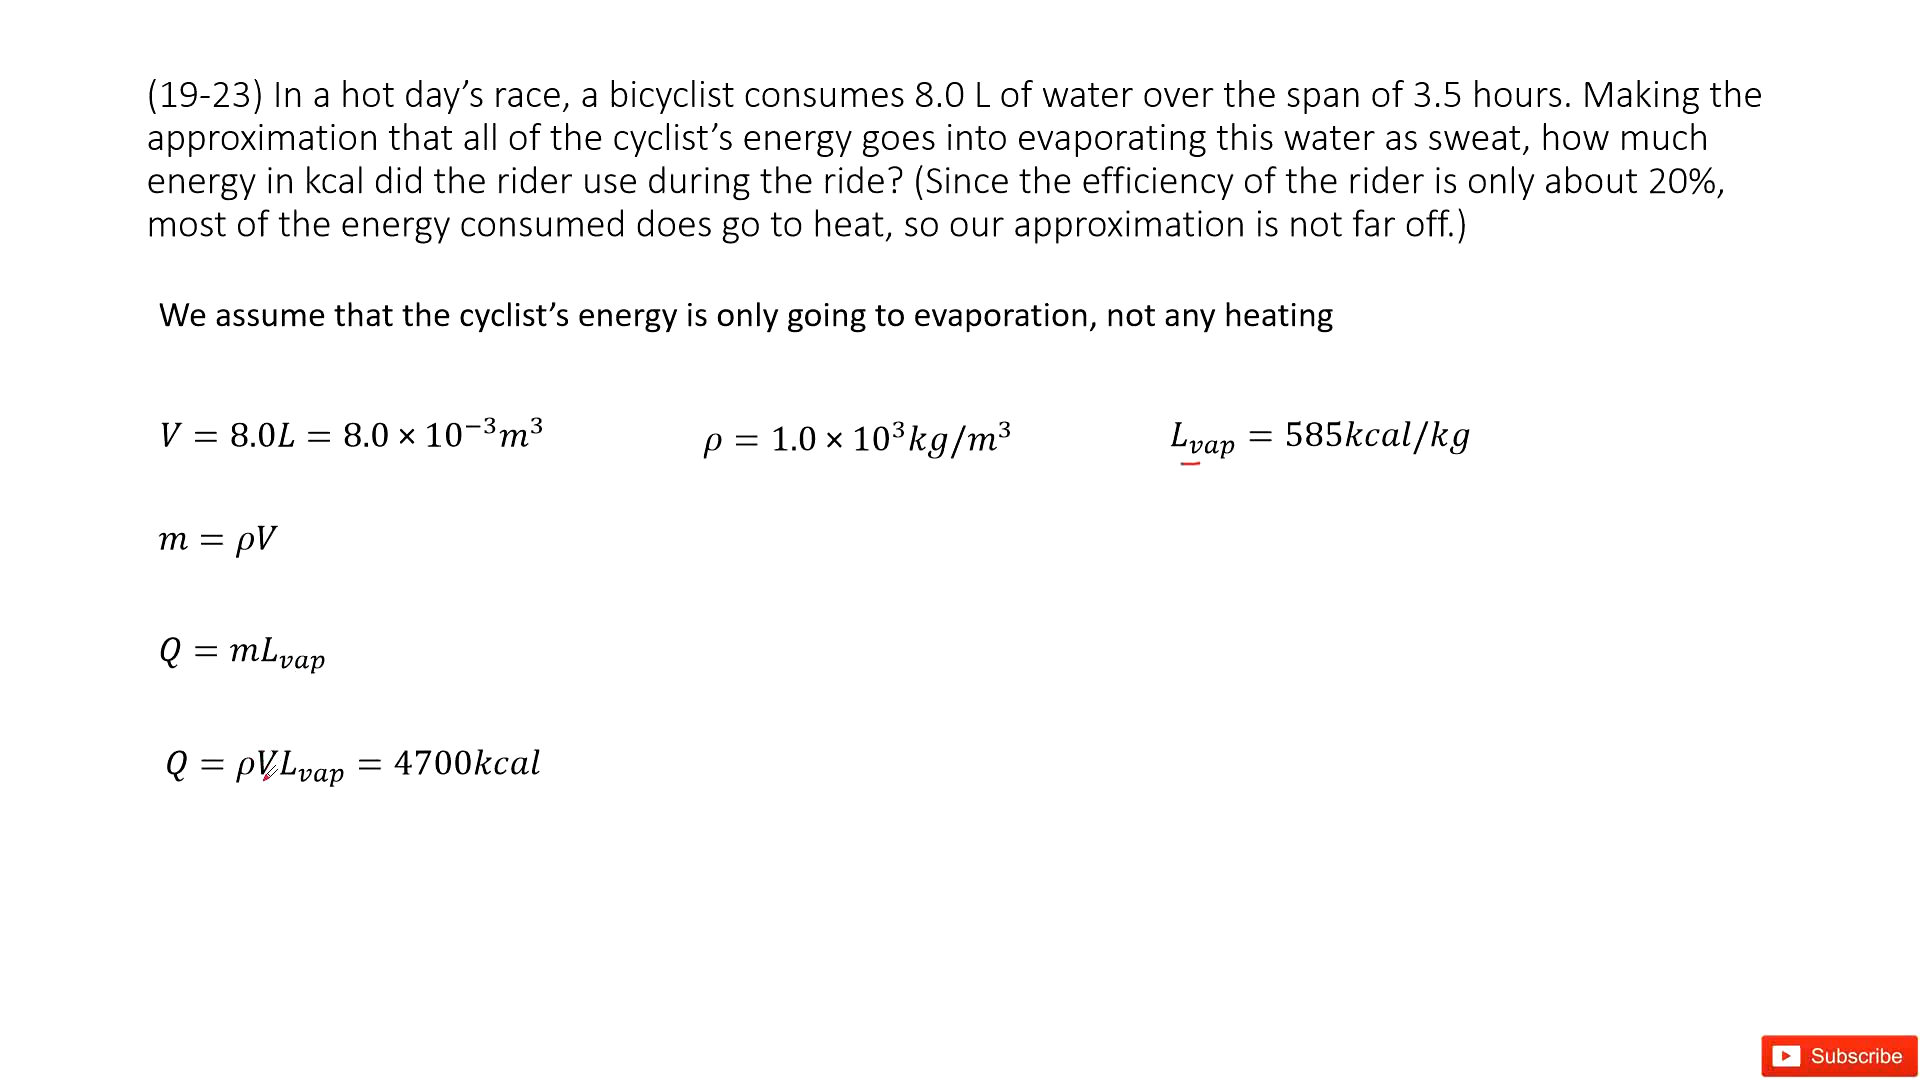 (19-23) In a hot day’s race, a bicyclist consumes 8.0 L of water over the span of 3.5 hours. Making the
approximation that all of the cyclist’s energy goes into evaporating this water as sweat, how much
energy in kcal did the rider use during the ride? (Since the efficiency of the rider is only about 20%,
most of the energy consumed does go to heat, so our approximation is not far off.)
We assume that the cyclist’s energy is only going to evaporation, not any heating
V = 8.0L = 8.0 × 10⁻³m³ ρ = 1.0 × 10³kg/m³ L_vap = 585kcal/kg
m = ρV
Q = mL_vap
Q = ρVL_vap = 4700kcal
Subscribe